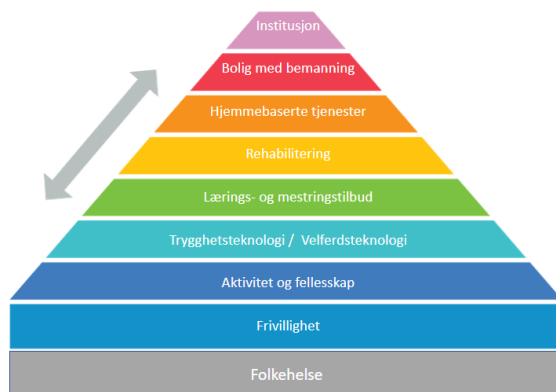 Institusjon
Bolig med bemanning
Hjemmebaserte tjenester
Rehabilitering
Lærings- og mestringstilbud
Trygghetsteknologi / Velferdsteknologi
Aktivitet og fellesskap
Frivillighet
Folkehelse